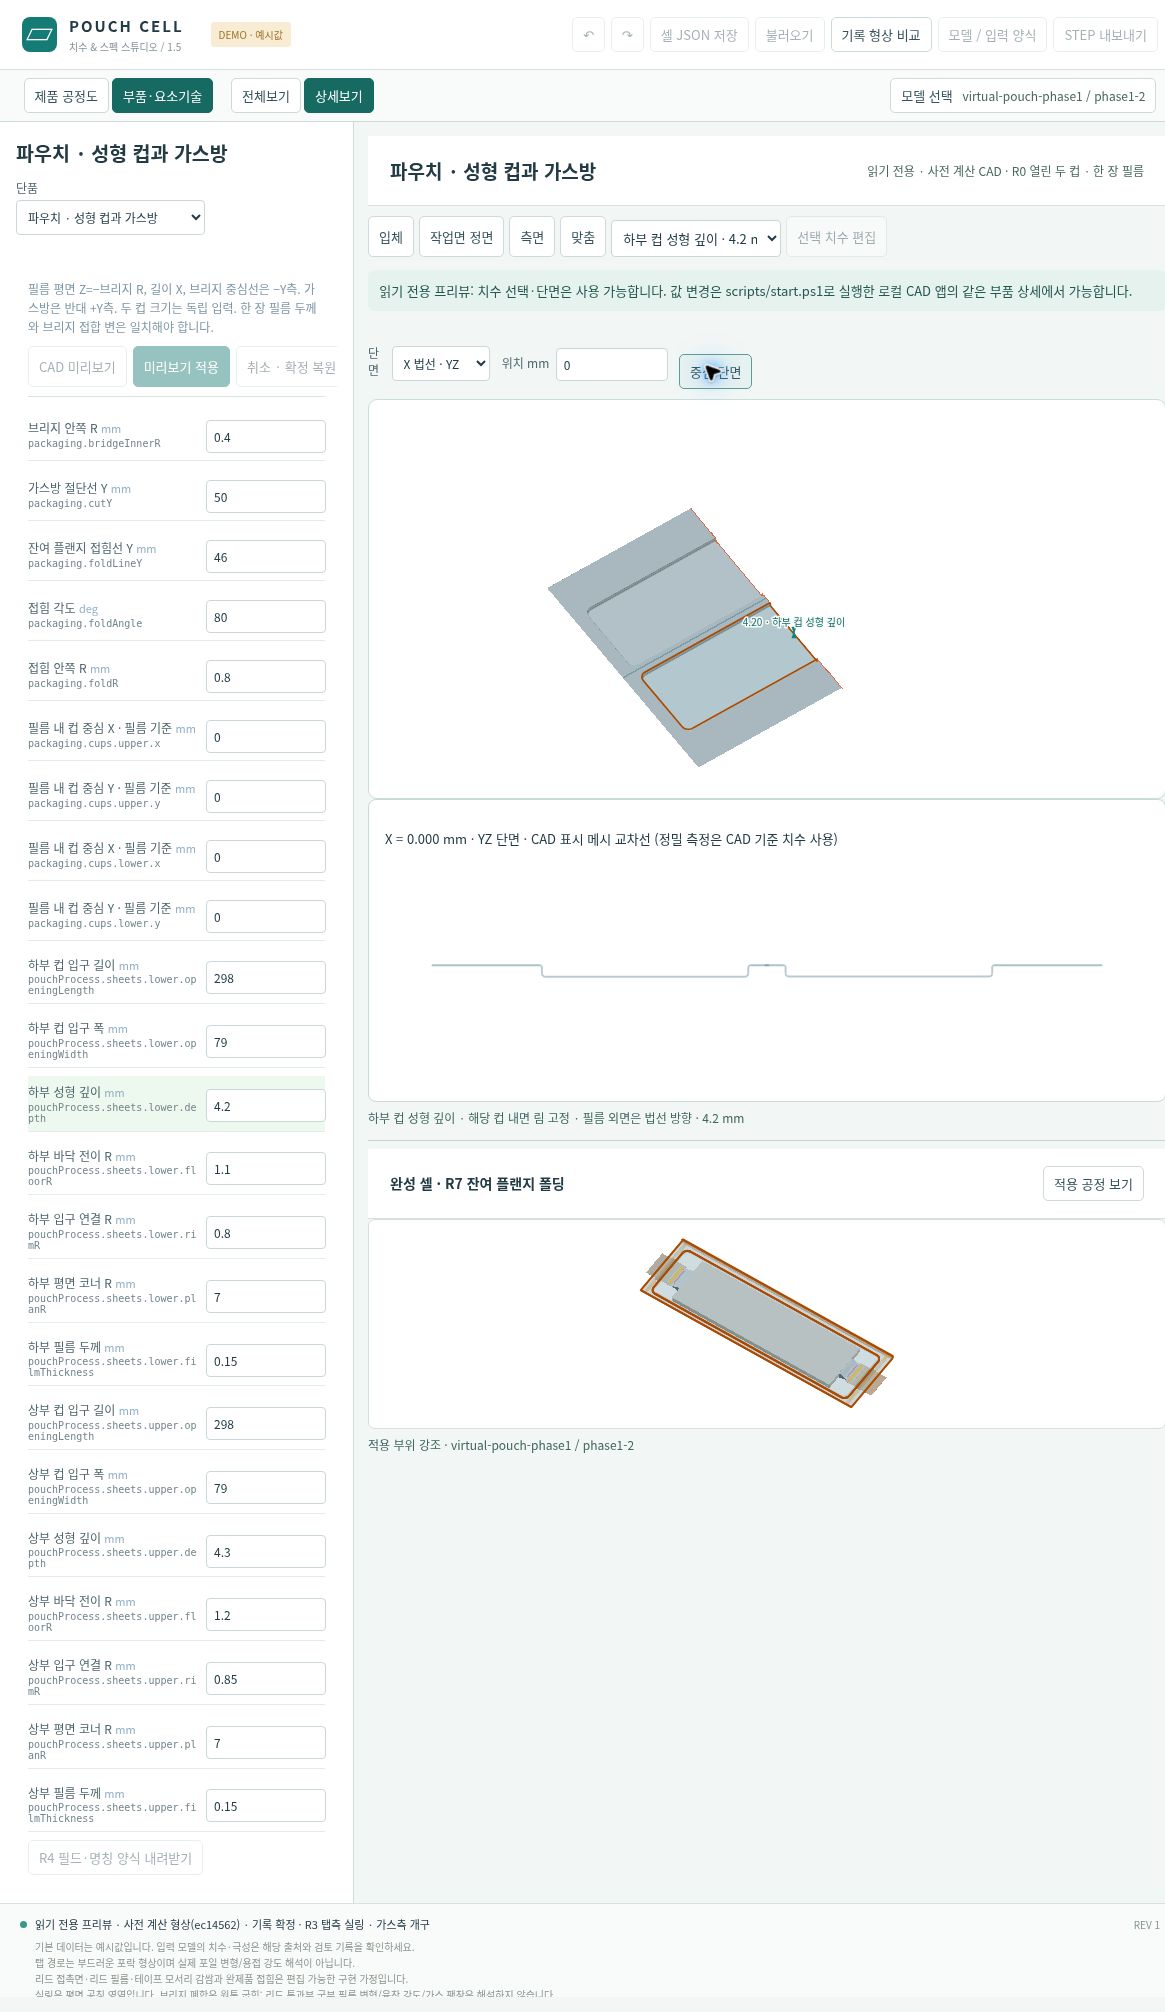 POUCH CELL
치수 & 스펙 스튜디오 / 1.5
DEMO · 예시값
↶
↷
셀 JSON 저장
불러오기
기록 형상 비교
모델 / 입력 양식
STEP 내보내기
제품 공정도
부품·요소기술
전체보기
상세보기
모델 선택 virtual-pouch-phase1 / phase1-2
파우치 · 성형 컵과 가스방
단품
파우치 · 성형 컵과 가스방
필름 평면 Z=−브리지 R, 길이 X, 브리지 중심선은 −Y측. 가
스방은 반대 +Y측. 두 컵 크기는 독립 입력. 한 장 필름 두께
와 브리지 접합 변은 일치해야 합니다.
CAD 미리보기
미리보기 적용
취소 · 확정 복원
브리지 안쪽 R mm
packaging.bridgeInnerR
0.4
가스방 절단선 Y mm
packaging.cutY
50
잔여 플랜지 접힘선 Y mm
packaging.foldLineY
46
접힘 각도 deg
packaging.foldAngle
80
접힘 안쪽 R mm
packaging.foldR
0.8
필름 내 컵 중심 X · 필름 기준 mm
packaging.cups.upper.x
0
필름 내 컵 중심 Y · 필름 기준 mm
packaging.cups.upper.y
0
필름 내 컵 중심 X · 필름 기준 mm
packaging.cups.lower.x
0
필름 내 컵 중심 Y · 필름 기준 mm
packaging.cups.lower.y
0
하부 컵 입구 길이 mm
pouchProcess.sheets.lower.op
eningLength
298
하부 컵 입구 폭 mm
pouchProcess.sheets.lower.op
eningWidth
79
하부 성형 깊이 mm
pouchProcess.sheets.lower.de
pth
4.2
하부 바닥 전이 R mm
pouchProcess.sheets.lower.fl
oorR
1.1
하부 입구 연결 R mm
pouchProcess.sheets.lower.ri
mR
0.8
하부 평면 코너 R mm
pouchProcess.sheets.lower.pl
anR
7
하부 필름 두께 mm
pouchProcess.sheets.lower.fi
lmThickness
0.15
상부 컵 입구 길이 mm
pouchProcess.sheets.upper.op
eningLength
298
상부 컵 입구 폭 mm
pouchProcess.sheets.upper.op
eningWidth
79
상부 성형 깊이 mm
pouchProcess.sheets.upper.de
pth
4.3
상부 바닥 전이 R mm
pouchProcess.sheets.upper.fl
oorR
1.2
상부 입구 연결 R mm
pouchProcess.sheets.upper.ri
mR
0.85
상부 평면 코너 R mm
pouchProcess.sheets.upper.pl
anR
7
상부 필름 두께 mm
pouchProcess.sheets.upper.fi
lmThickness
0.15
R4 필드·명칭 양식 내려받기
파우치 · 성형 컵과 가스방
읽기 전용 · 사전 계산 CAD · R0 열린 두 컵 · 한 장 필름
입체
작업면 정면
측면
맞춤
하부 컵 성형 깊이 · 4.2 n
선택 치수 편집
읽기 전용 프리뷰: 치수 선택·단면은 사용 가능합니다. 값 변경은 scripts/start.ps1로 실행한 로컬 CAD 앱의 같은 부품 상세에서 가능합니다.
단
면
X 법선 · YZ
위치 mm
0
단면
4.20 · 하부 컵 성형 깊이
X = 0.000 mm · YZ 단면 · CAD 표시 메시 교차선 (정밀 측정은 CAD 기준 치수 사용)
하부 컵 성형 깊이 · 해당 컵 내면 림 고정 · 필름 외면은 법선 방향 · 4.2 mm
완성 셀 · R7 잔여 플랜지 폴딩
적용 공정 보기
적용 부위 강조 · virtual-pouch-phase1 / phase1-2
읽기 전용 프리뷰 · 사전 계산 형상(ec14562) · 기록 확정 · R3 탭측 실링 · 가스측 개구
REV 1
기본 데이터는 예시값입니다. 입력 모델의 치수·극성은 해당 출처와 검토 기록을 확인하세요.
탭 경로는 부드러운 포락 형상이며 실제 포일 변형/용접 강도 해석이 아닙니다.
리드 접촉면·리드 필름·테이프 모서리 감쌈과 완제품 접힘은 편집 가능한 구현 가정입니다.